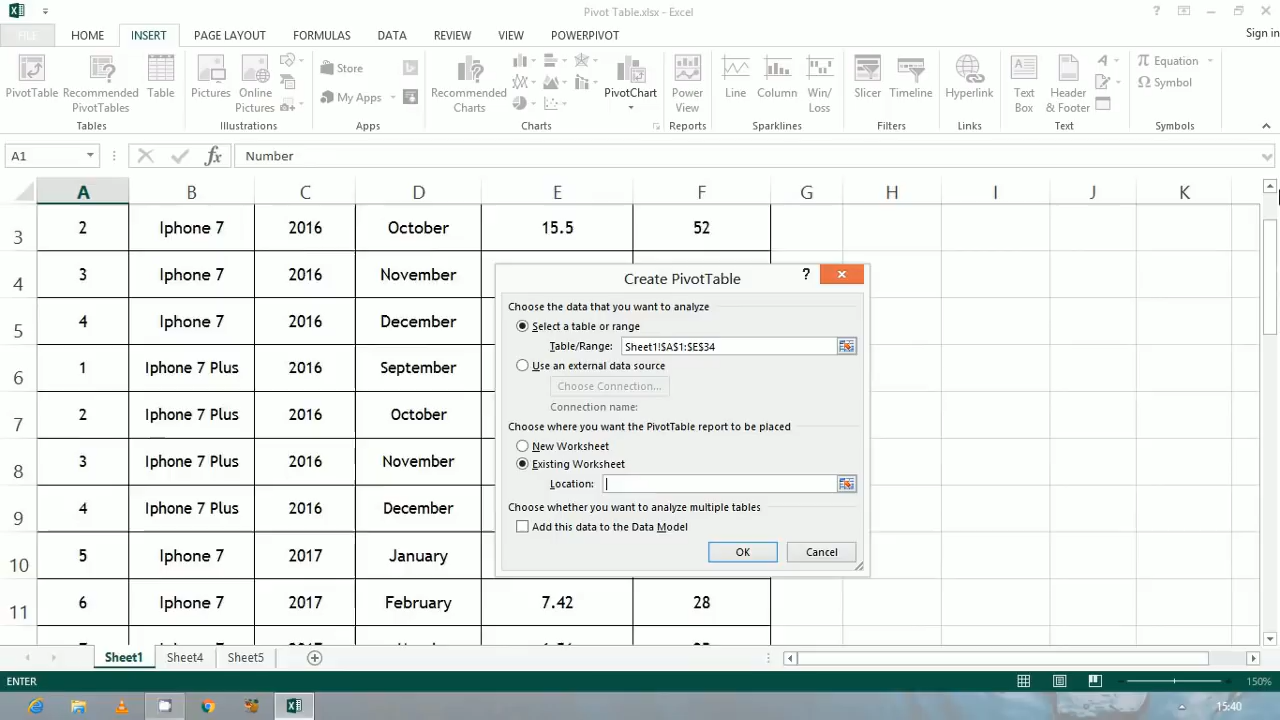 Pivot Table.xlsx - Excel
?
FILE HOME INSERT PAGE LAYOUT FORMULAS DATA REVIEW VIEW POWERPIVOT Sign in
PivotTable Recommended PivotTables Table Pictures Online Pictures Store My Apps Recommended Charts PivotChart Power View Line Column Win/Loss Slicer Timeline Hyperlink Text Box Header & Footer Equation Symbol
Tables Illustrations Apps Charts Reports Sparklines Filters Links Text Symbols
A1 fx Number
A B C D E F G H I J K
3 2 Iphone 7 2016 October 15.5 52
4 3 Iphone 7 2016 November
5 4 Iphone 7 2016 December
6 1 Iphone 7 Plus 2016 September
7 2 Iphone 7 Plus 2016 October
8 3 Iphone 7 Plus 2016 November
9 4 Iphone 7 Plus 2016 December
10 5 Iphone 7 2017 January
11 6 Iphone 7 2017 February 7.42 28
Create PivotTable ?
Choose the data that you want to analyze
Select a table or range
Table/Range: Sheet1!$A$1:$E$34
Use an external data source
Choose Connection...
Connection name:
Choose where you want the PivotTable report to be placed
New Worksheet
Existing Worksheet
Location:
Choose whether you want to analyze multiple tables
Add this data to the Data Model
OK Cancel
Sheet1 Sheet4 Sheet5
ENTER 150%
15:40